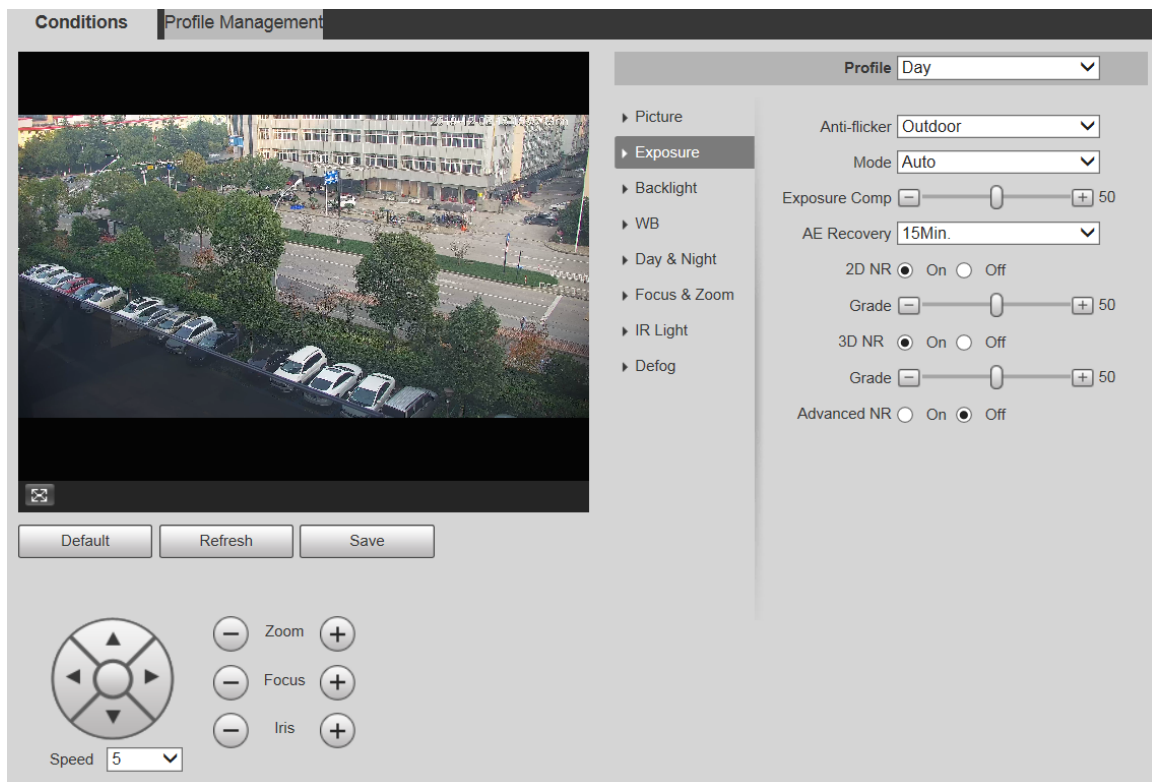 Conditions Profile Management
Profile Day
Picture
Exposure
Backlight
WB
Day & Night
Focus & Zoom
IR Light
Defog
Anti-flicker Outdoor
Mode Auto
Exposure Comp 50
AE Recovery 15Min.
2D NR On Off
Grade 50
3D NR On Off
Grade 50
Advanced NR On Off
Default Refresh Save
Zoom
Focus
Iris
Speed 5